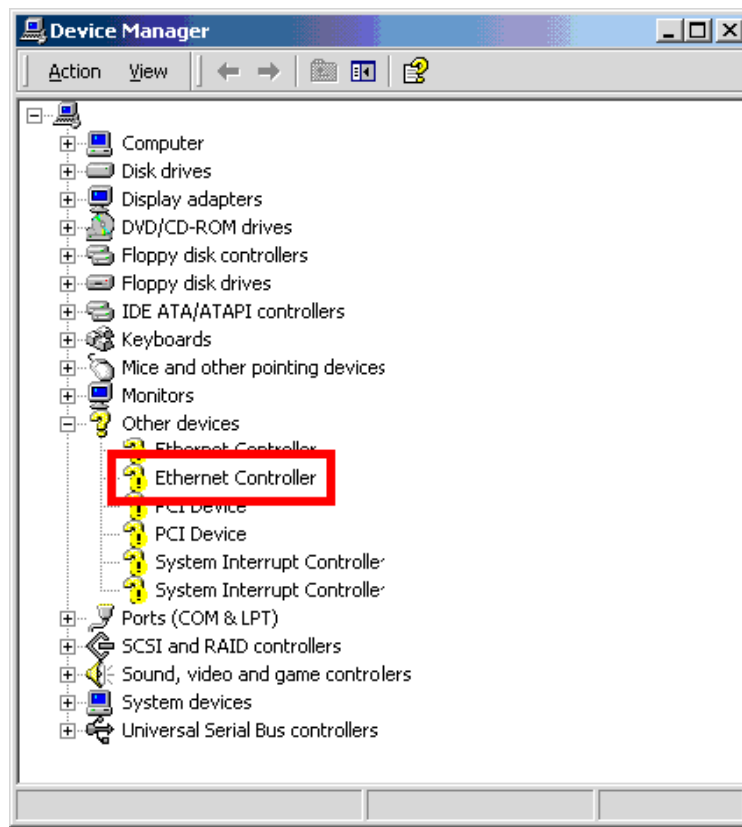 Device Manager
Action View
Computer
Disk drives
Display adapters
DVD/CD-ROM drives
Floppy disk controllers
Floppy disk drives
IDE ATA/ATAPI controllers
Keyboards
Mice and other pointing devices
Monitors
Other devices
Ethernet Controller
Ethernet Controller
PCI Device
PCI Device
System Interrupt Controller
System Interrupt Controller
Ports (COM & LPT)
SCSI and RAID controllers
Sound, video and game controlers
System devices
Universal Serial Bus controllers